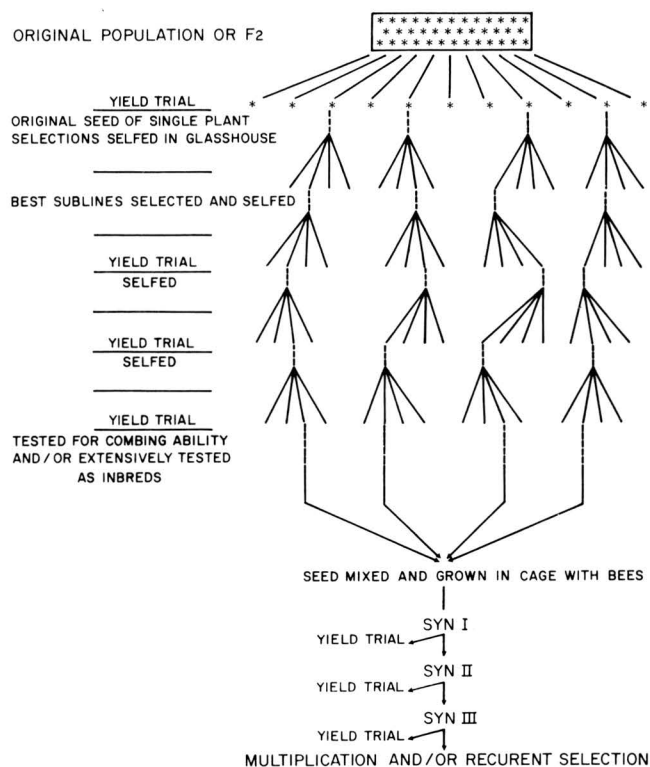 ORIGINAL POPULATION OR F2
YIELD TRIAL
ORIGINAL SEED OF SINGLE PLANT
SELECTIONS SELFED IN GLASSHOUSE
BEST SUBLINES SELECTED AND SELFED
YIELD TRIAL
SELFED
YIELD TRIAL
SELFED
YIELD TRIAL
TESTED FOR COMBING ABILITY
AND/OR EXTENSIVELY TESTED
AS INBREDS
SEED MIXED AND GROWN IN CAGE WITH BEES
SYN I
YIELD TRIAL
SYN II
YIELD TRIAL
SYN III
YIELD TRIAL
MULTIPLICATION AND/OR RECURENT SELECTION